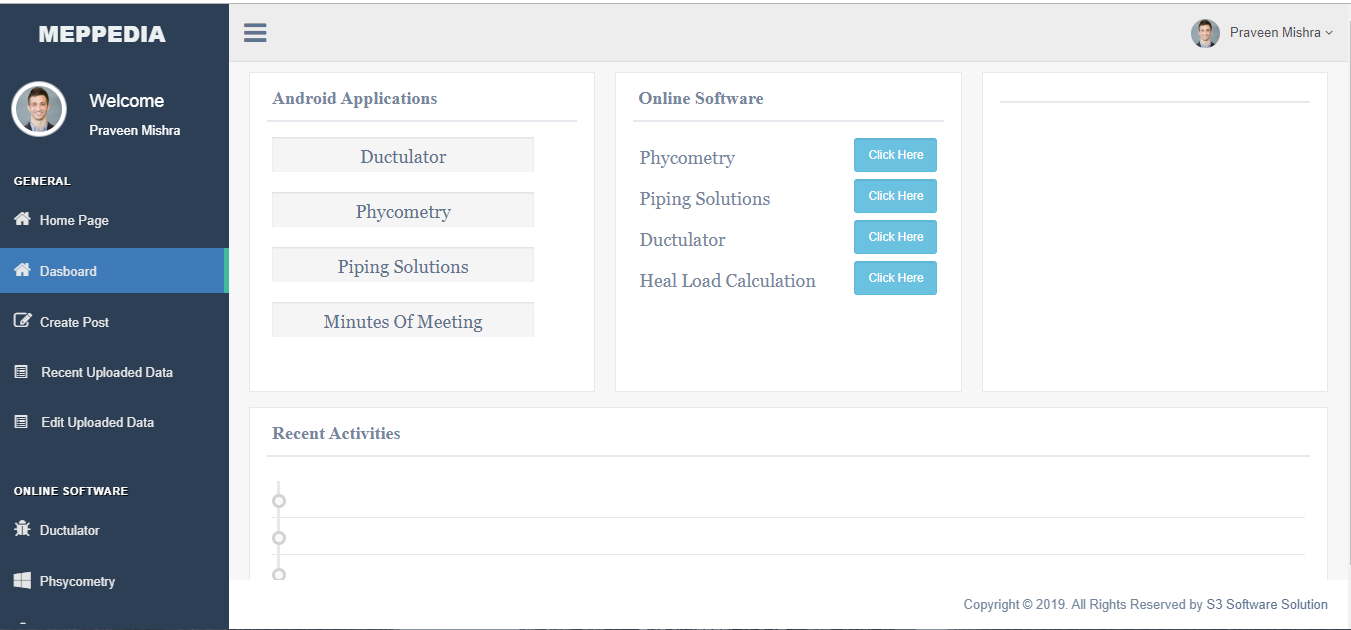 MEPPEDIA
Welcome
Praveen Mishra
GENERAL
Home Page
Dasboard
Create Post
Recent Uploaded Data
Edit Uploaded Data
ONLINE SOFTWARE
Ductulator
Phsycometry
Praveen Mishra
Android Applications
Ductulator
Phycometry
Piping Solutions
Minutes Of Meeting
Online Software
Phycometry Click Here
Piping Solutions Click Here
Ductulator Click Here
Heal Load Calculation Click Here
Recent Activities
Copyright © 2019. All Rights Reserved by S3 Software Solution